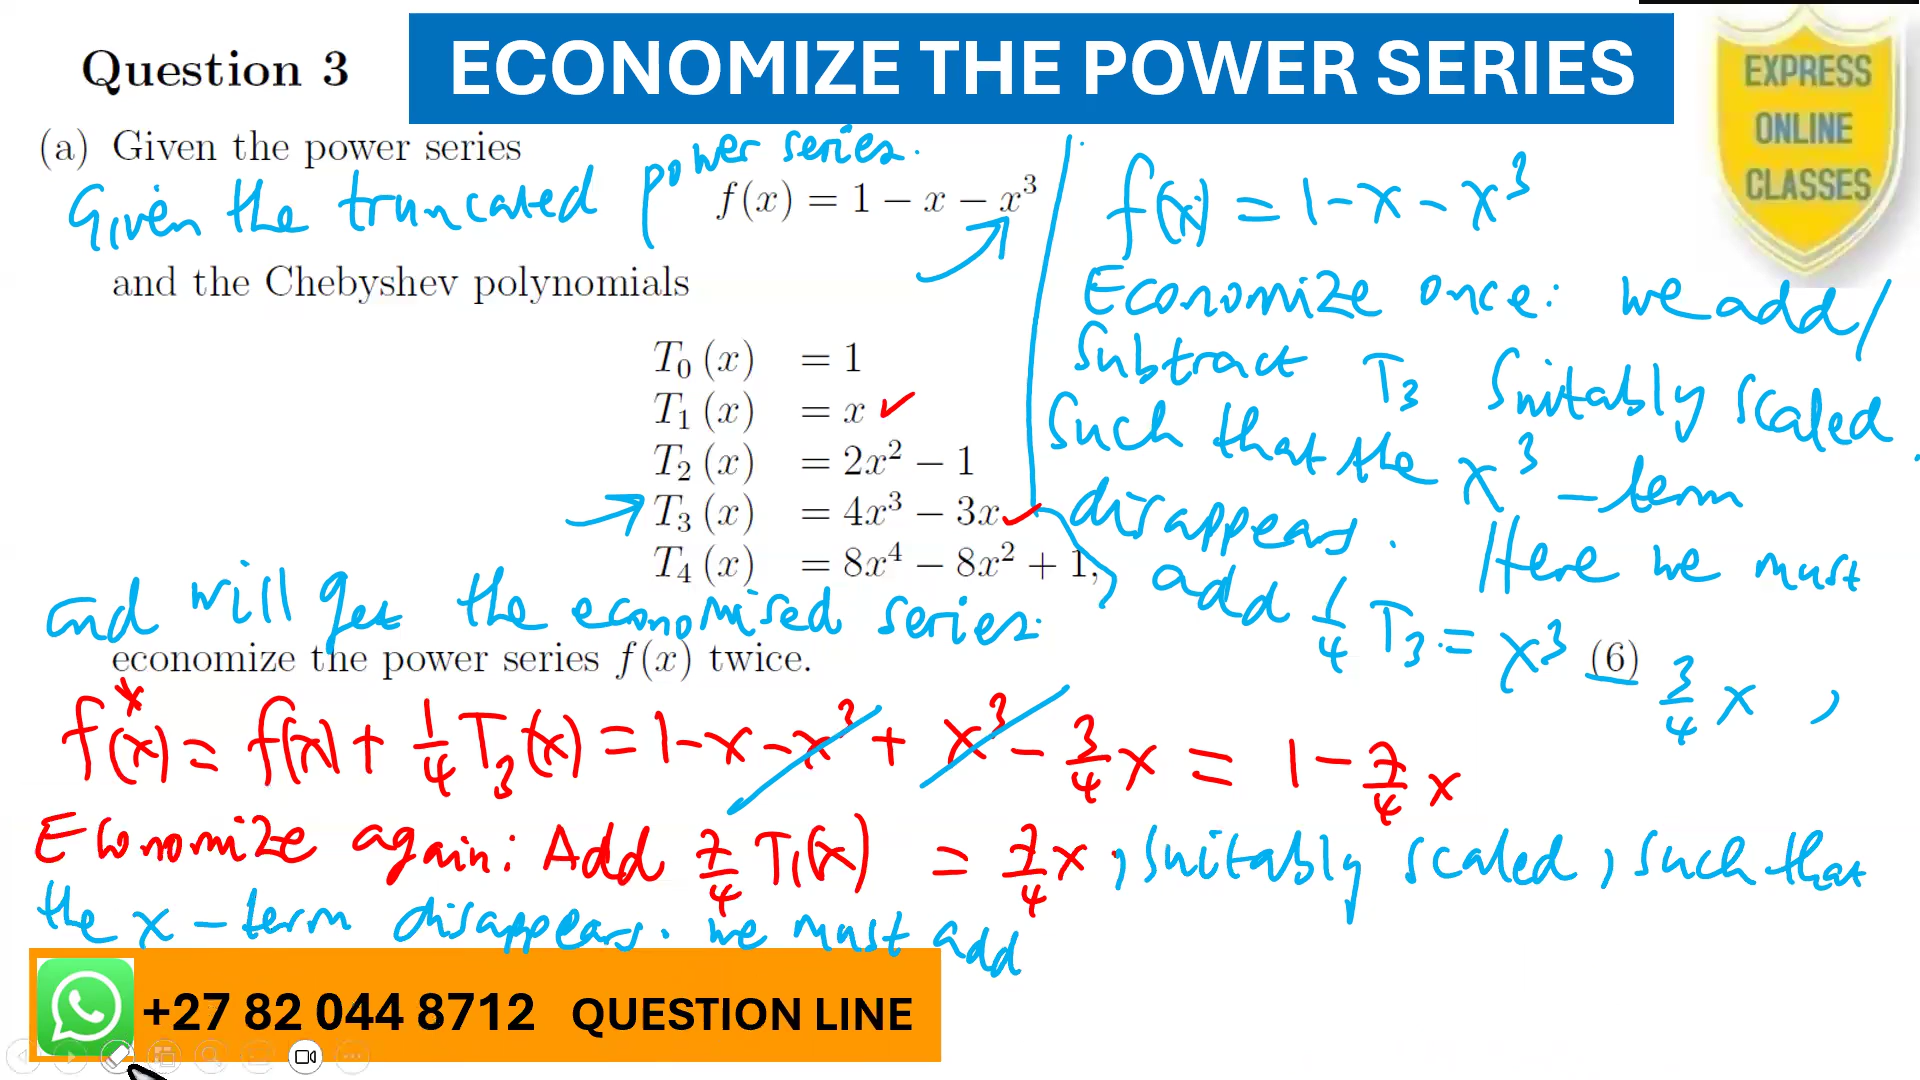 Question 3
ECONOMIZE THE POWER SERIES
EXPRESS
ONLINE
CLASSES
(a) Given the power series
Given the truncated power series.
f(x) = 1 − x − x³
and the Chebyshev polynomials
T₀(x) = 1
T₁(x) = x ✓
T₂(x) = 2x² − 1
T₃(x) = 4x³ − 3x ✓
T₄(x) = 8x⁴ − 8x² + 1,
and will get the economised series.
economize the power series f(x) twice.
(6)
f(x) = 1 - x - x³
Economize once: we add/
subtract T₃ suitably scaled.
such that the x³ - term
disappears. Here we must
add 1/4 T₃ = x³ 3/4 x,
f*(x) = f(x) + 1/4 T₃(x) = 1 - x - x³ + x³ - 3/4 x = 1 - 7/4 x
Economize again: Add 7/4 T₁(x) = 7/4 x, suitably scaled, such that
the x - term disappears. we must add
+27 82 044 8712 QUESTION LINE